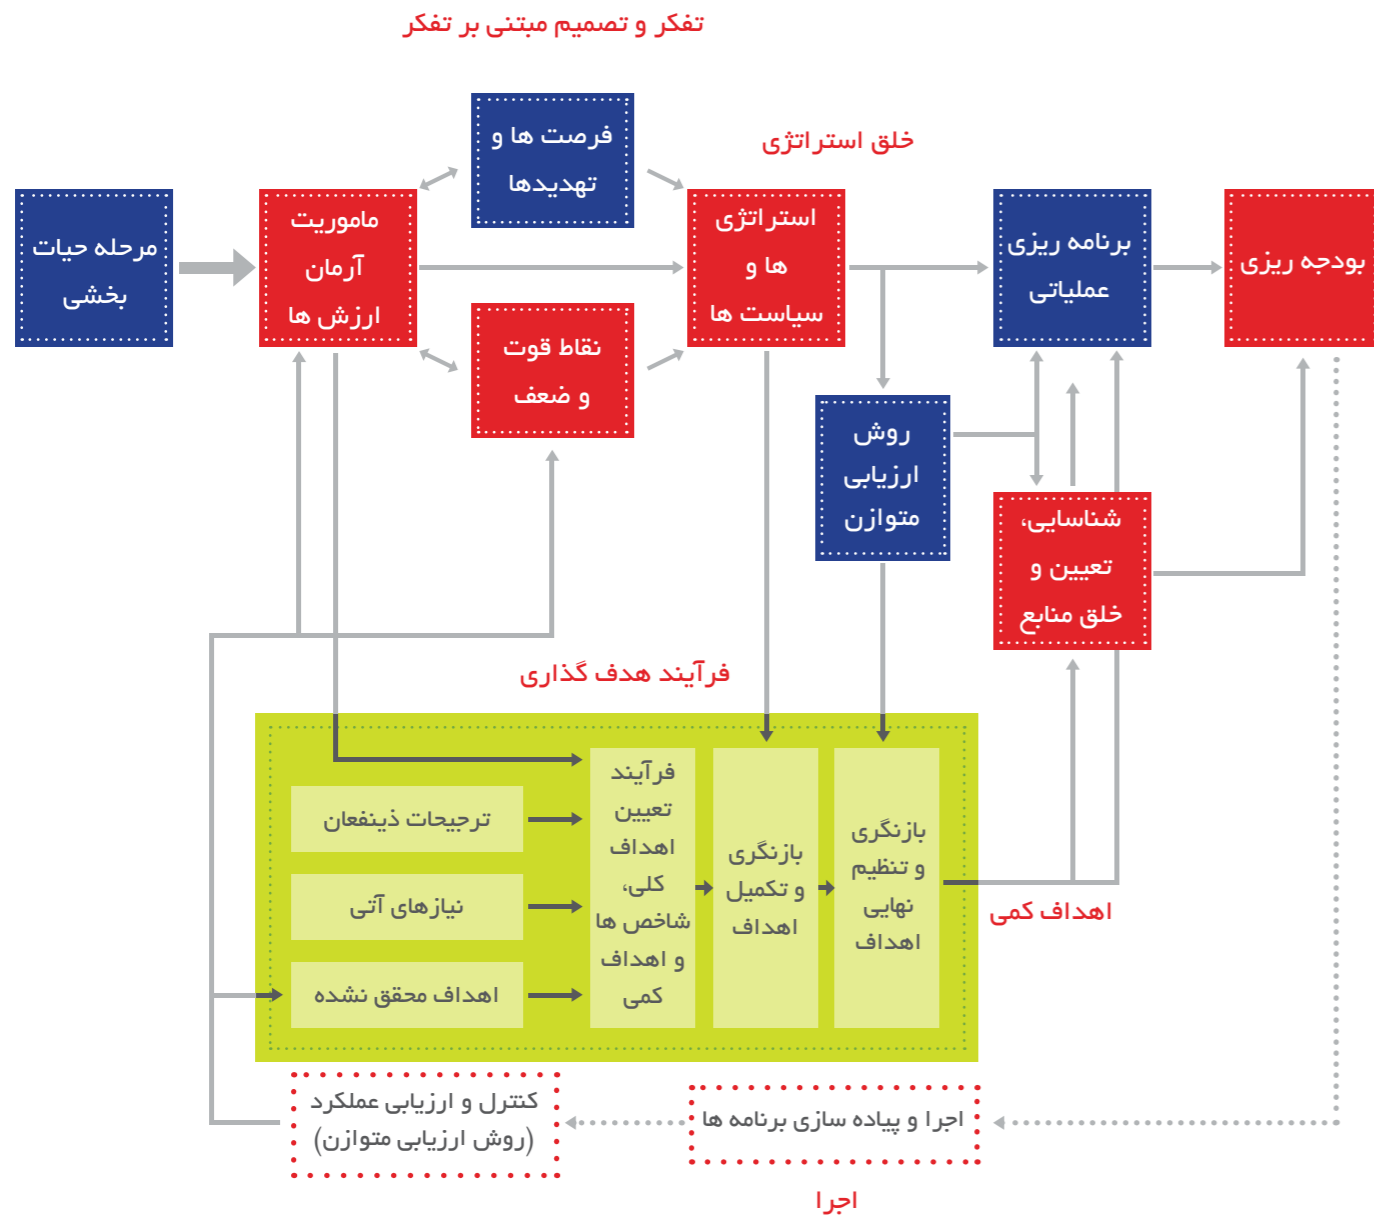 تفکر و تصمیم مبتنی بر تفکر
فرصت ها و
تهدیدها
خلق استراتژی
مرحله حیات
بخشی
ماموریت
آرمان
ارزش ها
استراتژی
ها و
سیاست ها
برنامه ریزی
عملیاتی
بودجه ریزی
نقاط قوت
و ضعف
روش
ارزیابی
متوازن
شناسایی،
تعیین و
خلق منابع
فرآیند هدف گذاری
ترجیحات ذینفعان
نیازهای آتی
اهداف محقق نشده
فرآیند
تعیین
اهداف
کلی،
شاخص ها
و اهداف
کمی
بازنگری
و تکمیل
اهداف
بازنگری
و تنظیم
نهایی
اهداف
اهداف کمی
کنترل و ارزیابی عملکرد
(روش ارزیابی متوازن)
اجرا و پیاده سازی برنامه ها
اجرا